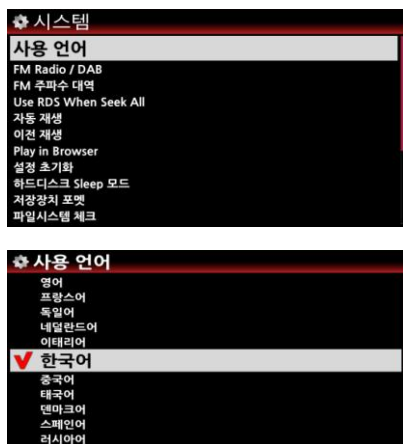 시스템
사용 언어
FM Radio / DAB
FM 주파수 대역
Use RDS When Seek All
자동 재생
이전 재생
Play in Browser
설정 초기화
하드디스크 Sleep 모드
저장장치 포멧
파일시스템 체크
사용 언어
영어
프랑스어
독일어
네덜란드어
이태리어
한국어
중국어
태국어
덴마크어
스페인어
러시아어